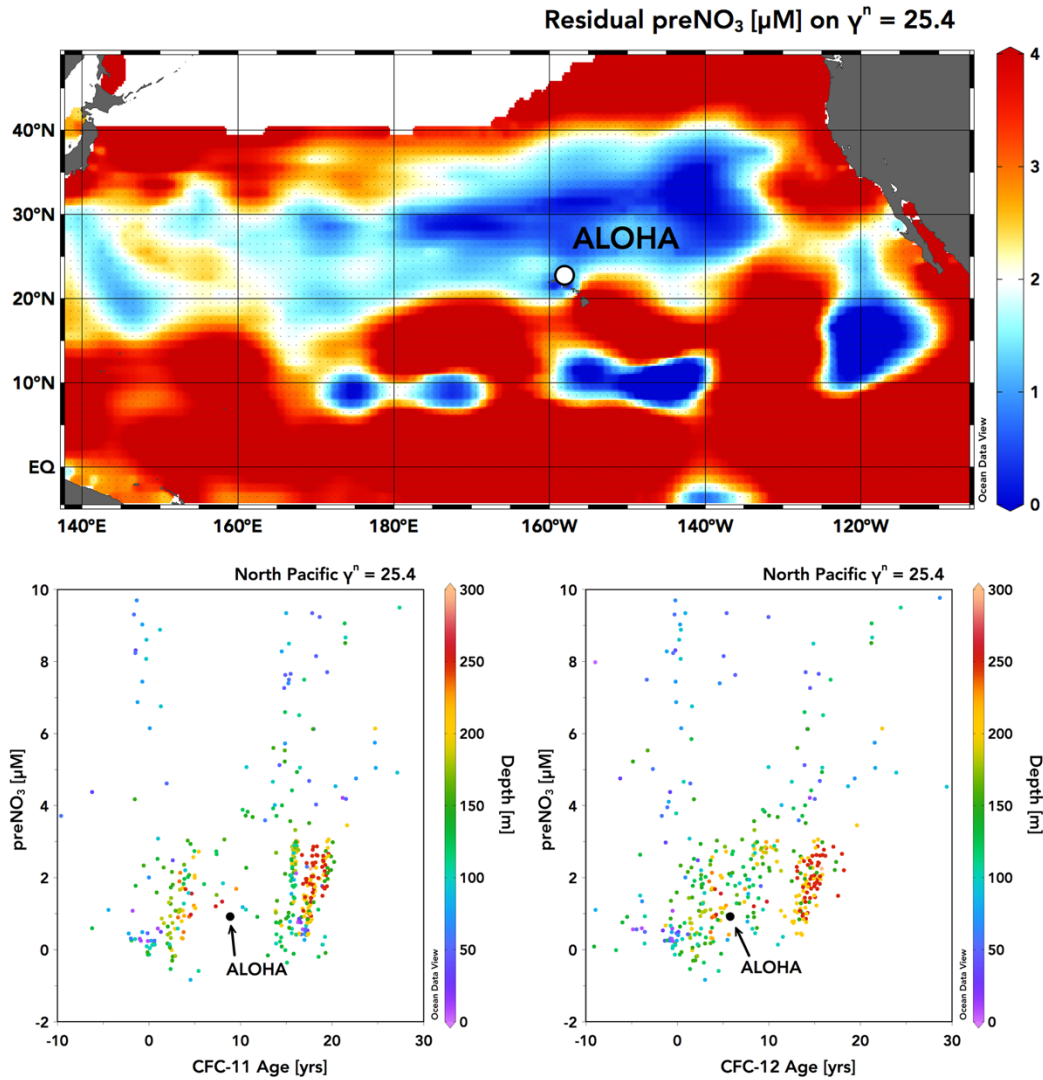 Residual preNO₃ [µM] on γⁿ = 25.4
40°N
30°N
20°N
10°N
EQ
ALOHA
140°E 160°E 180°E 160°W 140°W 120°W
4
3
2
1
0
Ocean Data View
North Pacific γⁿ = 25.4
10
8
6
4
2
0
-2
preNO₃ [µM]
-10 0 10 20 30
CFC-11 Age [yrs]
ALOHA
300
250
200
150
100
50
0
Depth [m]
Ocean Data View
North Pacific γⁿ = 25.4
10
8
6
4
2
0
-2
preNO₃ [µM]
-10 0 10 20 30
CFC-12 Age [yrs]
ALOHA
300
250
200
150
100
50
0
Depth [m]
Ocean Data View